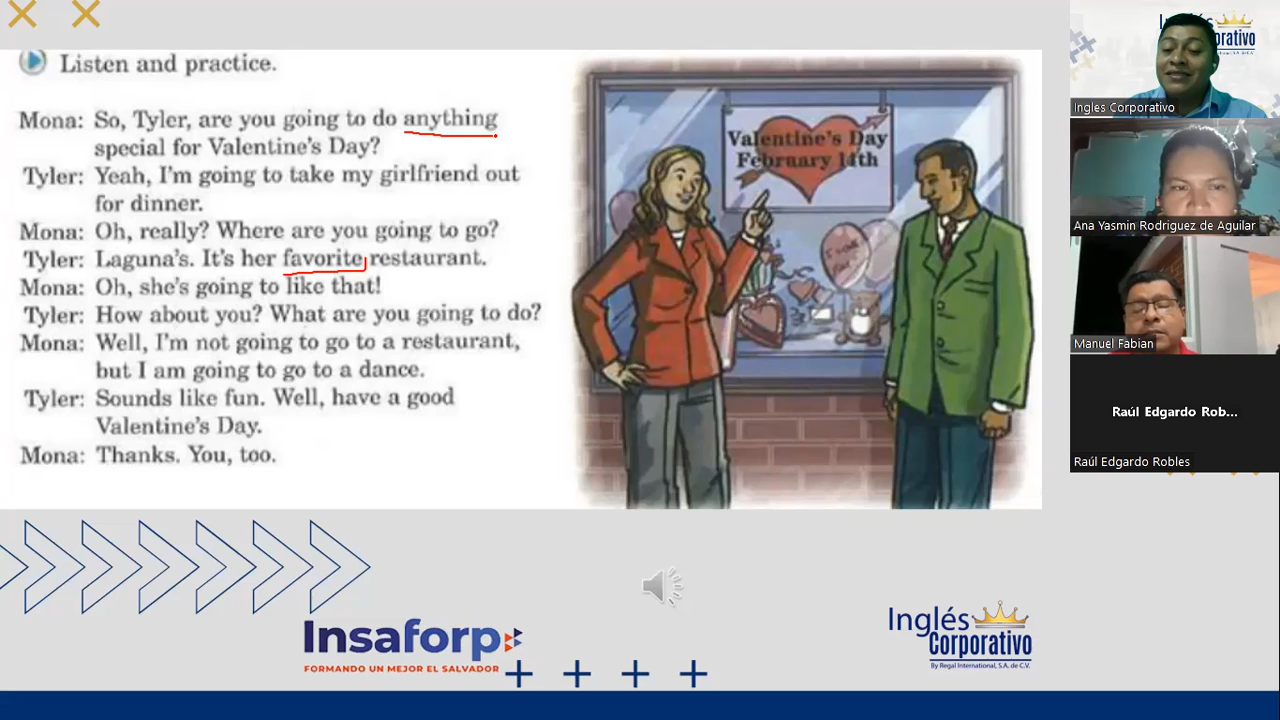 Listen and practice.
Mona: So, Tyler, are you going to do anything
special for Valentine's Day?
Tyler: Yeah, I'm going to take my girlfriend out
for dinner.
Mona: Oh, really? Where are you going to go?
Tyler: Laguna's. It's her favorite restaurant.
Mona: Oh, she's going to like that!
Tyler: How about you? What are you going to do?
Mona: Well, I'm not going to go to a restaurant,
but I am going to go to a dance.
Tyler: Sounds like fun. Well, have a good
Valentine's Day.
Mona: Thanks. You, too.
Valentine's Day
February 14th
Inglés
Corporativo
By Regal International, S.A. de C.V.
Insaforp
FORMANDO UN MEJOR EL SALVADOR
Ingles Corporativo
Ana Yasmin Rodriguez de Aguilar
Manuel Fabian
Raúl Edgardo Rob...
Raúl Edgardo Robles